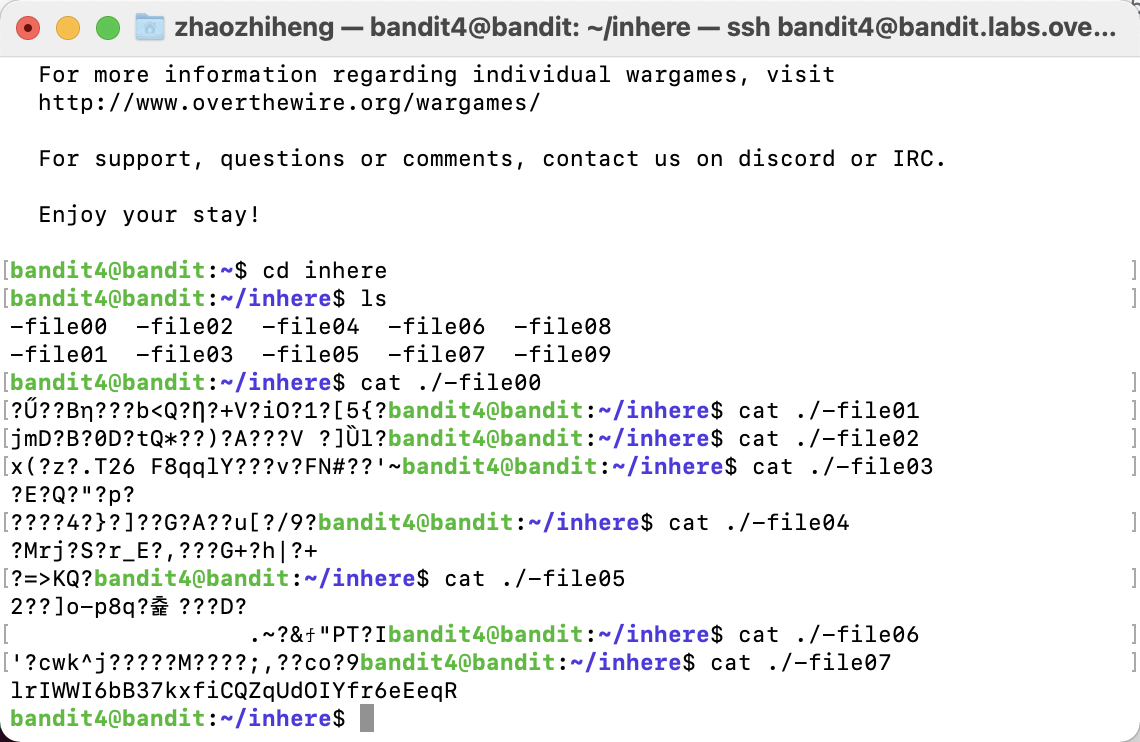 zhaozhiheng — bandit4@bandit: ~/inhere — ssh bandit4@bandit.labs.ove...
For more information regarding individual wargames, visit
http://www.overthewire.org/wargames/
For support, questions or comments, contact us on discord or IRC.
Enjoy your stay!
[bandit4@bandit:~$ cd inhere ]
[bandit4@bandit:~/inhere$ ls ]
-file00  -file02  -file04  -file06  -file08
-file01  -file03  -file05  -file07  -file09
[bandit4@bandit:~/inhere$ cat ./-file00 ]
[?Ű??Bη???b<Q?Ƞ?+V?iO?1?[5{?bandit4@bandit:~/inhere$ cat ./-file01 ]
[jmD?B?0D?tQ*??)?A???V ?]Ȕl?bandit4@bandit:~/inhere$ cat ./-file02 ]
[x(?z?.T26 F8qqlY???v?FN#??'~bandit4@bandit:~/inhere$ cat ./-file03 ]
?E?Q?"?p?
[????4?}?]??G?A??u[?/9?bandit4@bandit:~/inhere$ cat ./-file04 ]
?Mrj?S?r_E?,???G+?h|?+
[?=>KQ?bandit4@bandit:~/inhere$ cat ./-file05 ]
2??]o-p8q? ???D?
[ .~?&"PT?Ibandit4@bandit:~/inhere$ cat ./-file06 ]
['?cwk^j?????M????;,??co?9bandit4@bandit:~/inhere$ cat ./-file07 ]
lrIWWI6bB37kxfiCQZqUdOIYfr6eEeqR
bandit4@bandit:~/inhere$